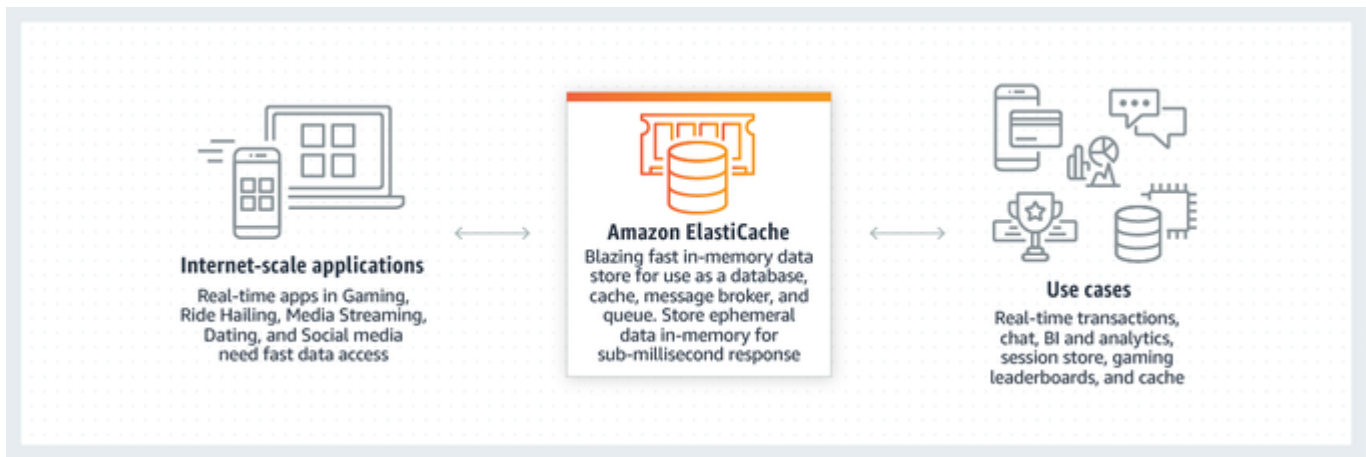 Internet-scale applications
Real-time apps in Gaming,
Ride Hailing, Media Streaming,
Dating, and Social media
need fast data access
Amazon ElastiCache
Blazing fast in-memory data
store for use as a database,
cache, message broker, and
queue. Store ephemeral
data in-memory for
sub-millisecond response
Use cases
Real-time transactions,
chat, BI and analytics,
session store, gaming
leaderboards, and cache